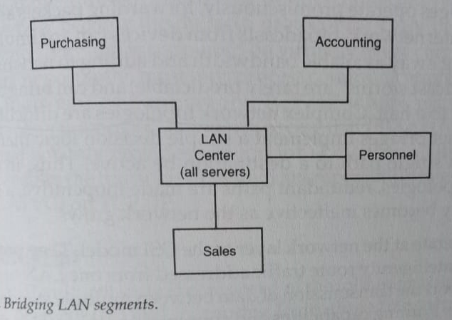 Purchasing
Accounting
LAN
Center
(all servers)
Personnel
Sales
Bridging LAN segments.